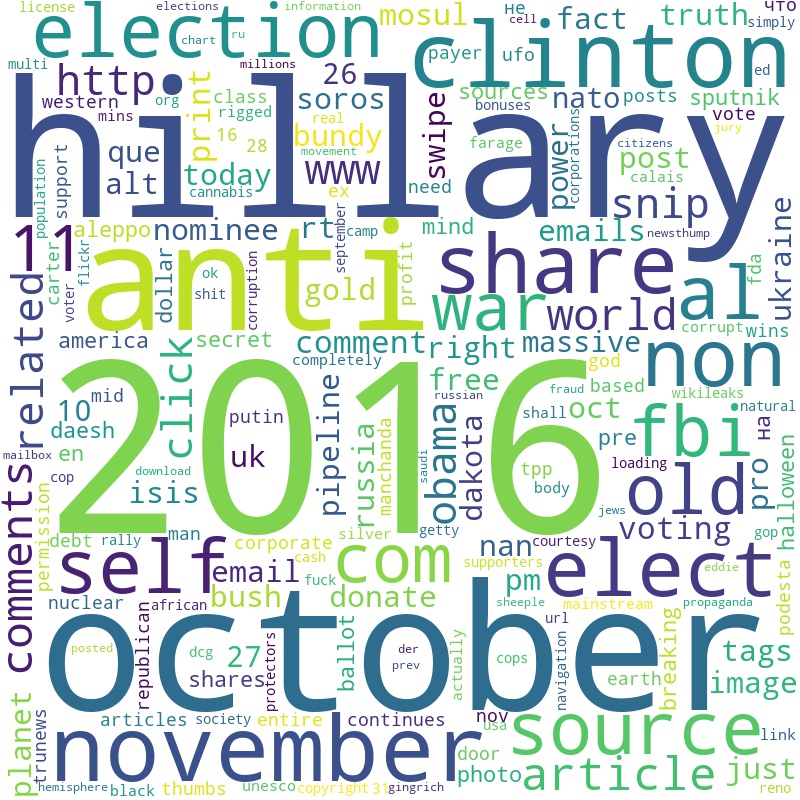 license
elections
information
не
что
election
chart
ru
mosul
fact
truth
simply
clinton
multi
millions
cell
payer
ufo
ed
http
26
org
western
mins
print
class
rigged
16
28
soros
real
bundy
movement
swipe
sources
bonuses
nato
posts
sputnik
vote
jury
hillary
que
alt
today
cannabis
www
ex
farage
need
power
corporations
citizens
post
calais
snip
population
support
11
aleppo
nominee
rt
september
camp
mind
emails
newsthump
ukraine
carter
flickr
voter
anti
share
al
fda
related
dollar
ok
shit
corruption
gold
profit
war
world
corrupt
wins
america
secret
comment
right
massive
non
completely
god
click
2016
free
based
wikileaks
natural
10
mid
daesh
putin
uk
pipeline
russia
manchanda
obama
dakota
russian
fraud
shall
oct
pre
на
fbi
mailbox
en
cop
download
isis
saudi
tpp
body
loading
pro
halloween
old
jews
voting
gop
comments
permission
debt
man
rally
silver
getty
self
corporate
cash
com
nan
courtesy
elect
podesta
email
supporters
eddie
nuclear
african
bush
fuck
donate
pm
sheeple
mainstream
propaganda
october
republican
posted
dcg
27
protectors
ballot
der
prev
actually
cops
url
navigation
earth
breaking
tags
image
shares
planet
trunews
articles
society
entire
continues
nov
usa
source
link
november
door
photo
article
just
reno
hemisphere
black
thumbs
unesco
copyright
31
gingrich